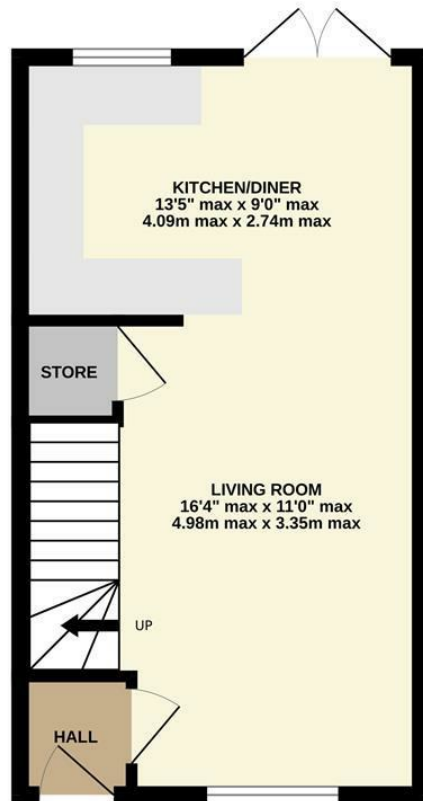 KITCHEN/DINER
13'5" max x 9'0" max
4.09m max x 2.74m max
STORE
LIVING ROOM
16'4" max x 11'0" max
4.98m max x 3.35m max
UP
HALL